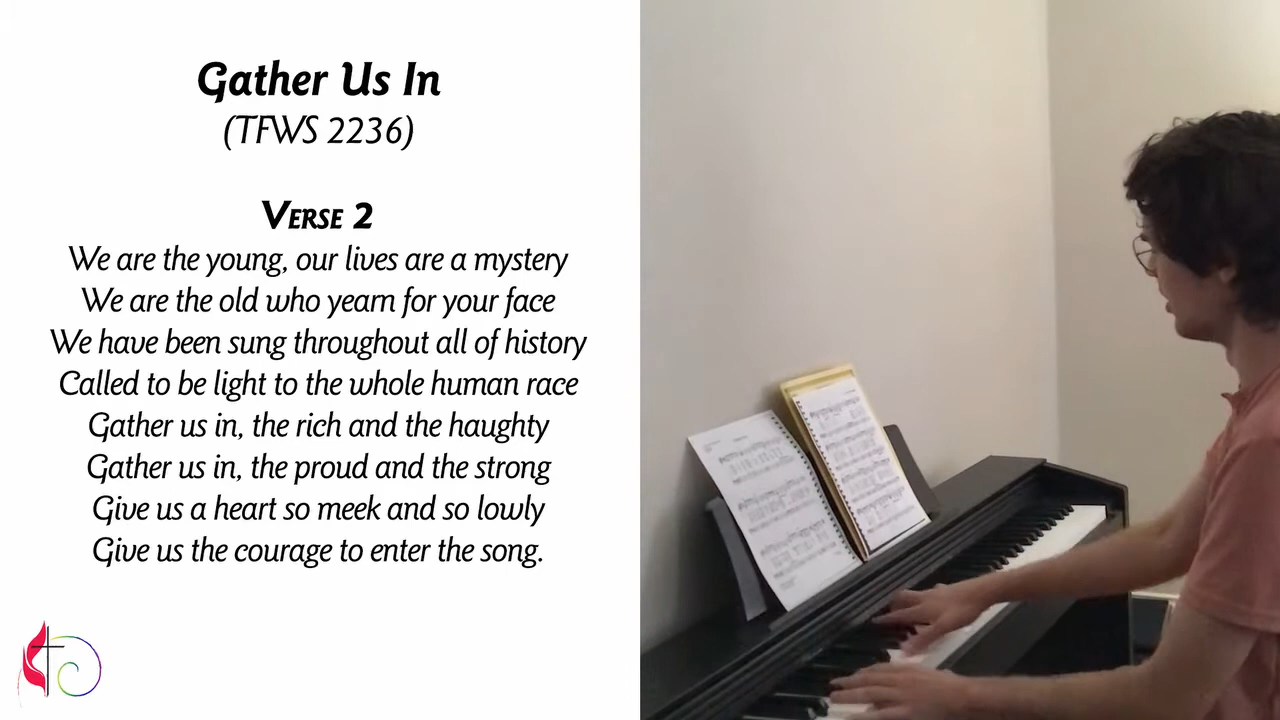 Gather Us In
(TFWS 2236)
Verse 2
We are the young, our lives are a mystery
We are the old who yearn for your face
We have been sung throughout all of history
Called to be light to the whole human race
Gather us in, the rich and the haughty
Gather us in, the proud and the strong
Give us a heart so meek and so lowly
Give us the courage to enter the song.